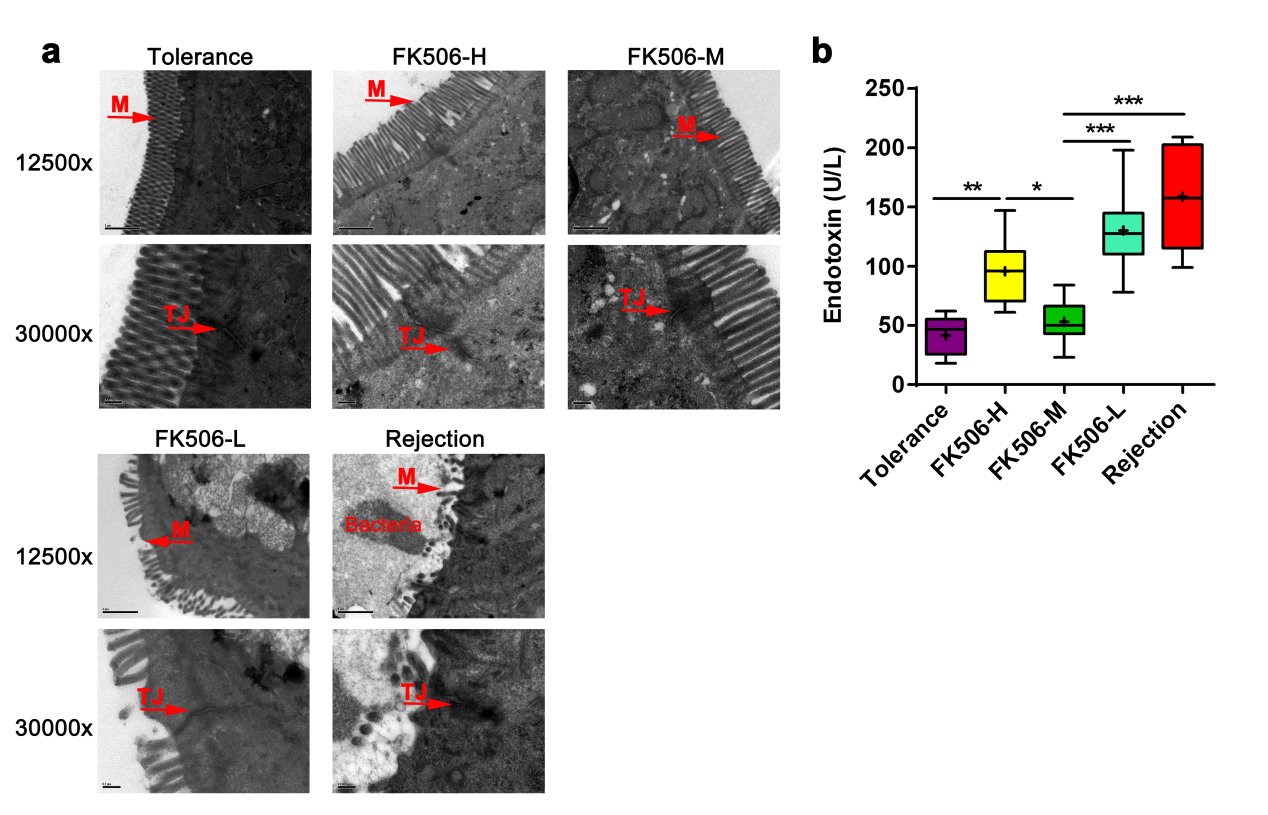 a
Tolerance
FK506-H
FK506-M
12500x
M
M
M
30000x
TJ
TJ
TJ
FK506-L
Rejection
12500x
M
M
Bacteria
30000x
TJ
TJ
b
Endotoxin (U/L)
250
200
150
100
50
0
**
*
***
***
Tolerance
FK506-H
FK506-M
FK506-L
Rejection